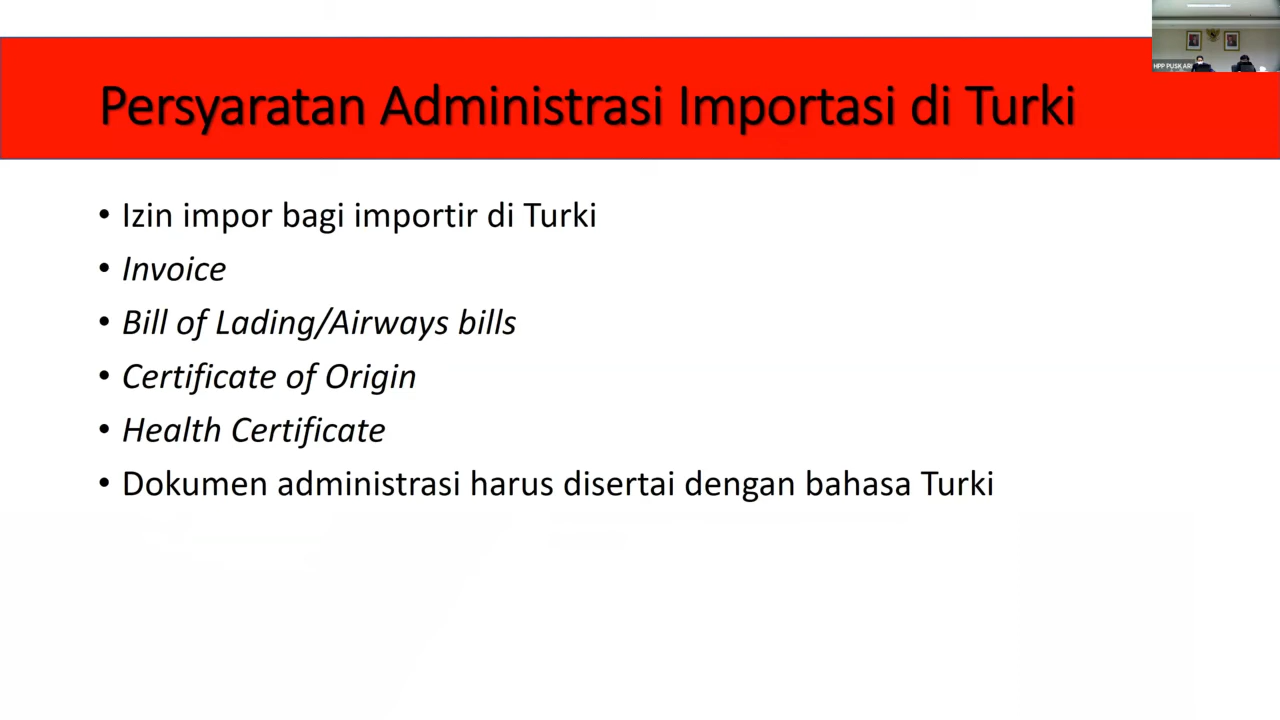 Persyaratan Administrasi Importasi di Turki
• Izin impor bagi importir di Turki
• Invoice
• Bill of Lading/Airways bills
• Certificate of Origin
• Health Certificate
• Dokumen administrasi harus disertai dengan bahasa Turki